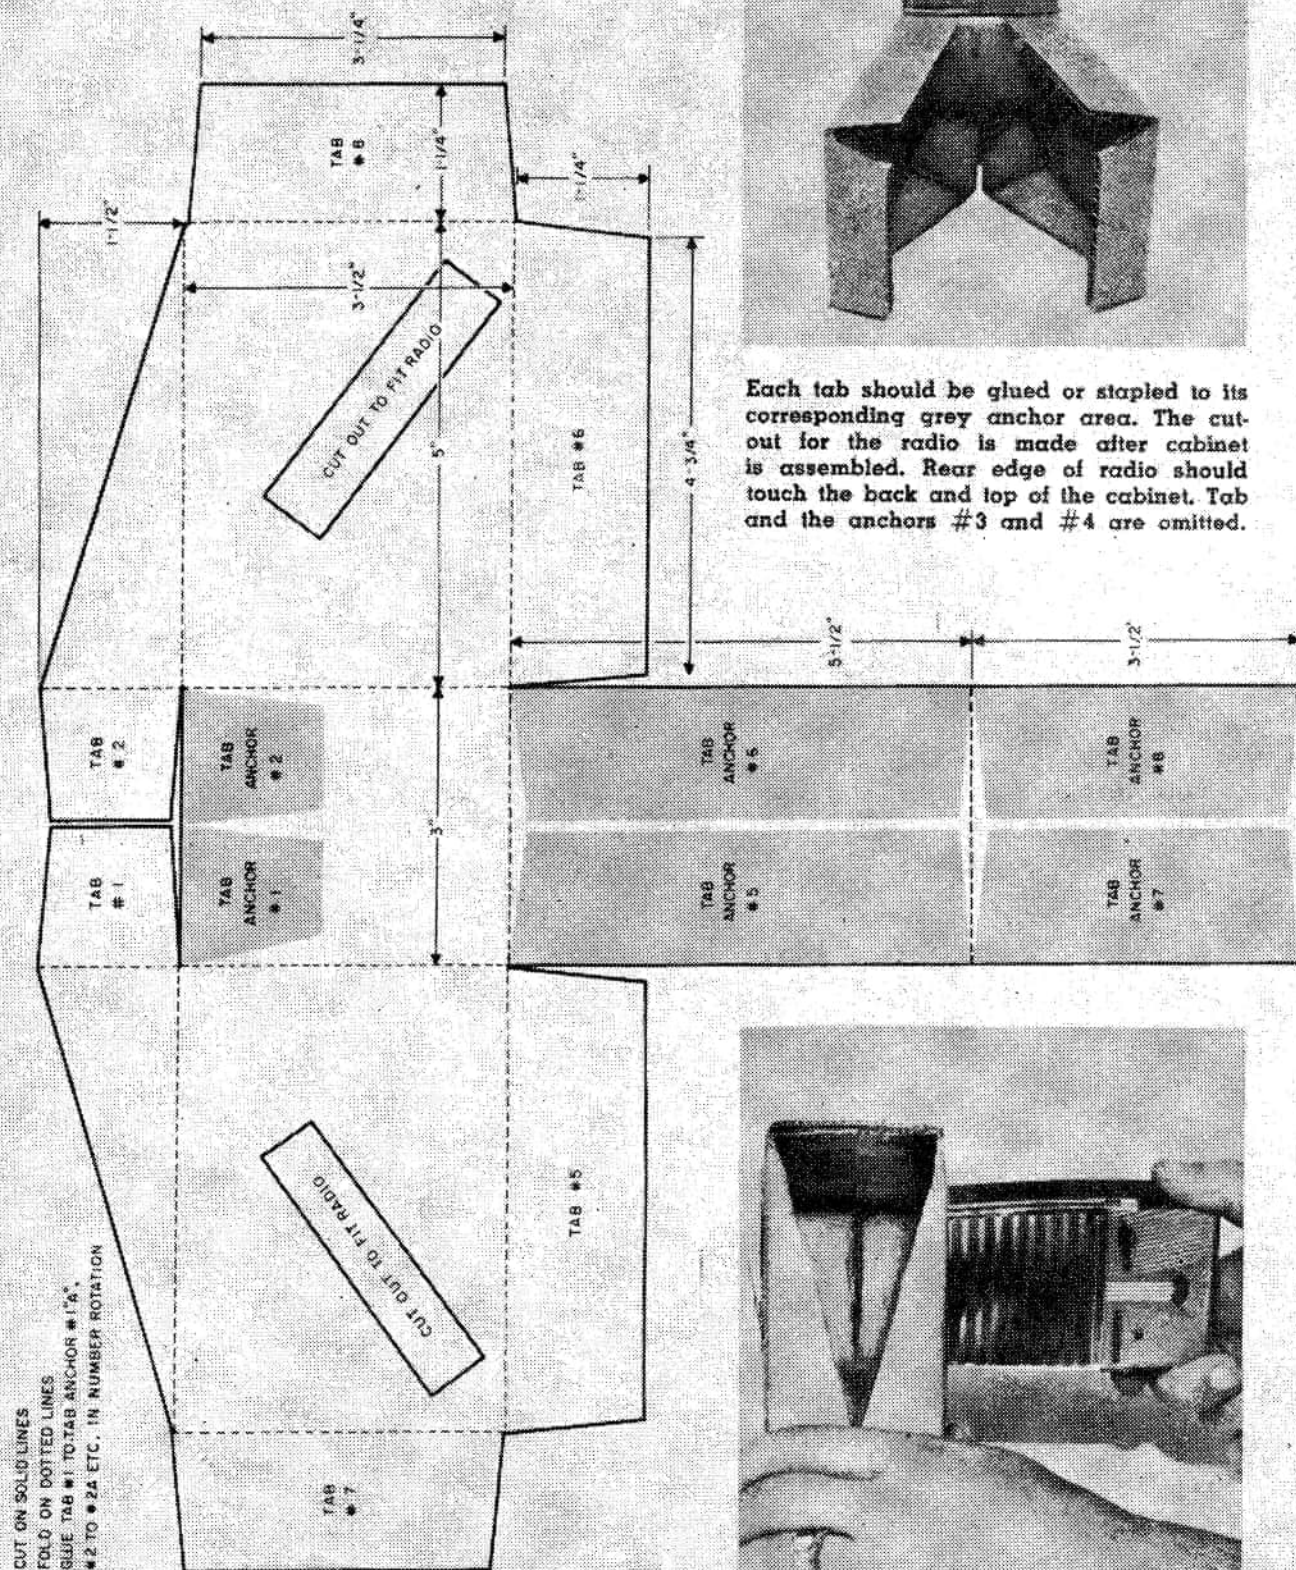 CUT ON SOLID LINES
FOLD ON DOTTED LINES
GLUE TAB #1 TO TAB ANCHOR #1"A",
#2 TO #2A ETC. IN NUMBER ROTATION
3-1/4"
TAB
#8
1-1/4"
1-1/4"
1-1/2"
3-1/2"
CUT OUT TO FIT RADIO
5"
TAB #6
4-3/4"
Each tab should be glued or stapled to its
corresponding grey anchor area. The cut-
out for the radio is made after cabinet
is assembled. Rear edge of radio should
touch the back and top of the cabinet. Tab
and the anchors #3 and #4 are omitted.
5-1/2"
3-1/2"
TAB
#2
TAB
ANCHOR
#2
TAB
ANCHOR
#6
TAB
ANCHOR
#8
3"
TAB
#1
TAB
ANCHOR
#1
TAB
ANCHOR
#5
TAB
ANCHOR
#7
CUT OUT TO FIT RADIO
TAB #5
TAB
#7